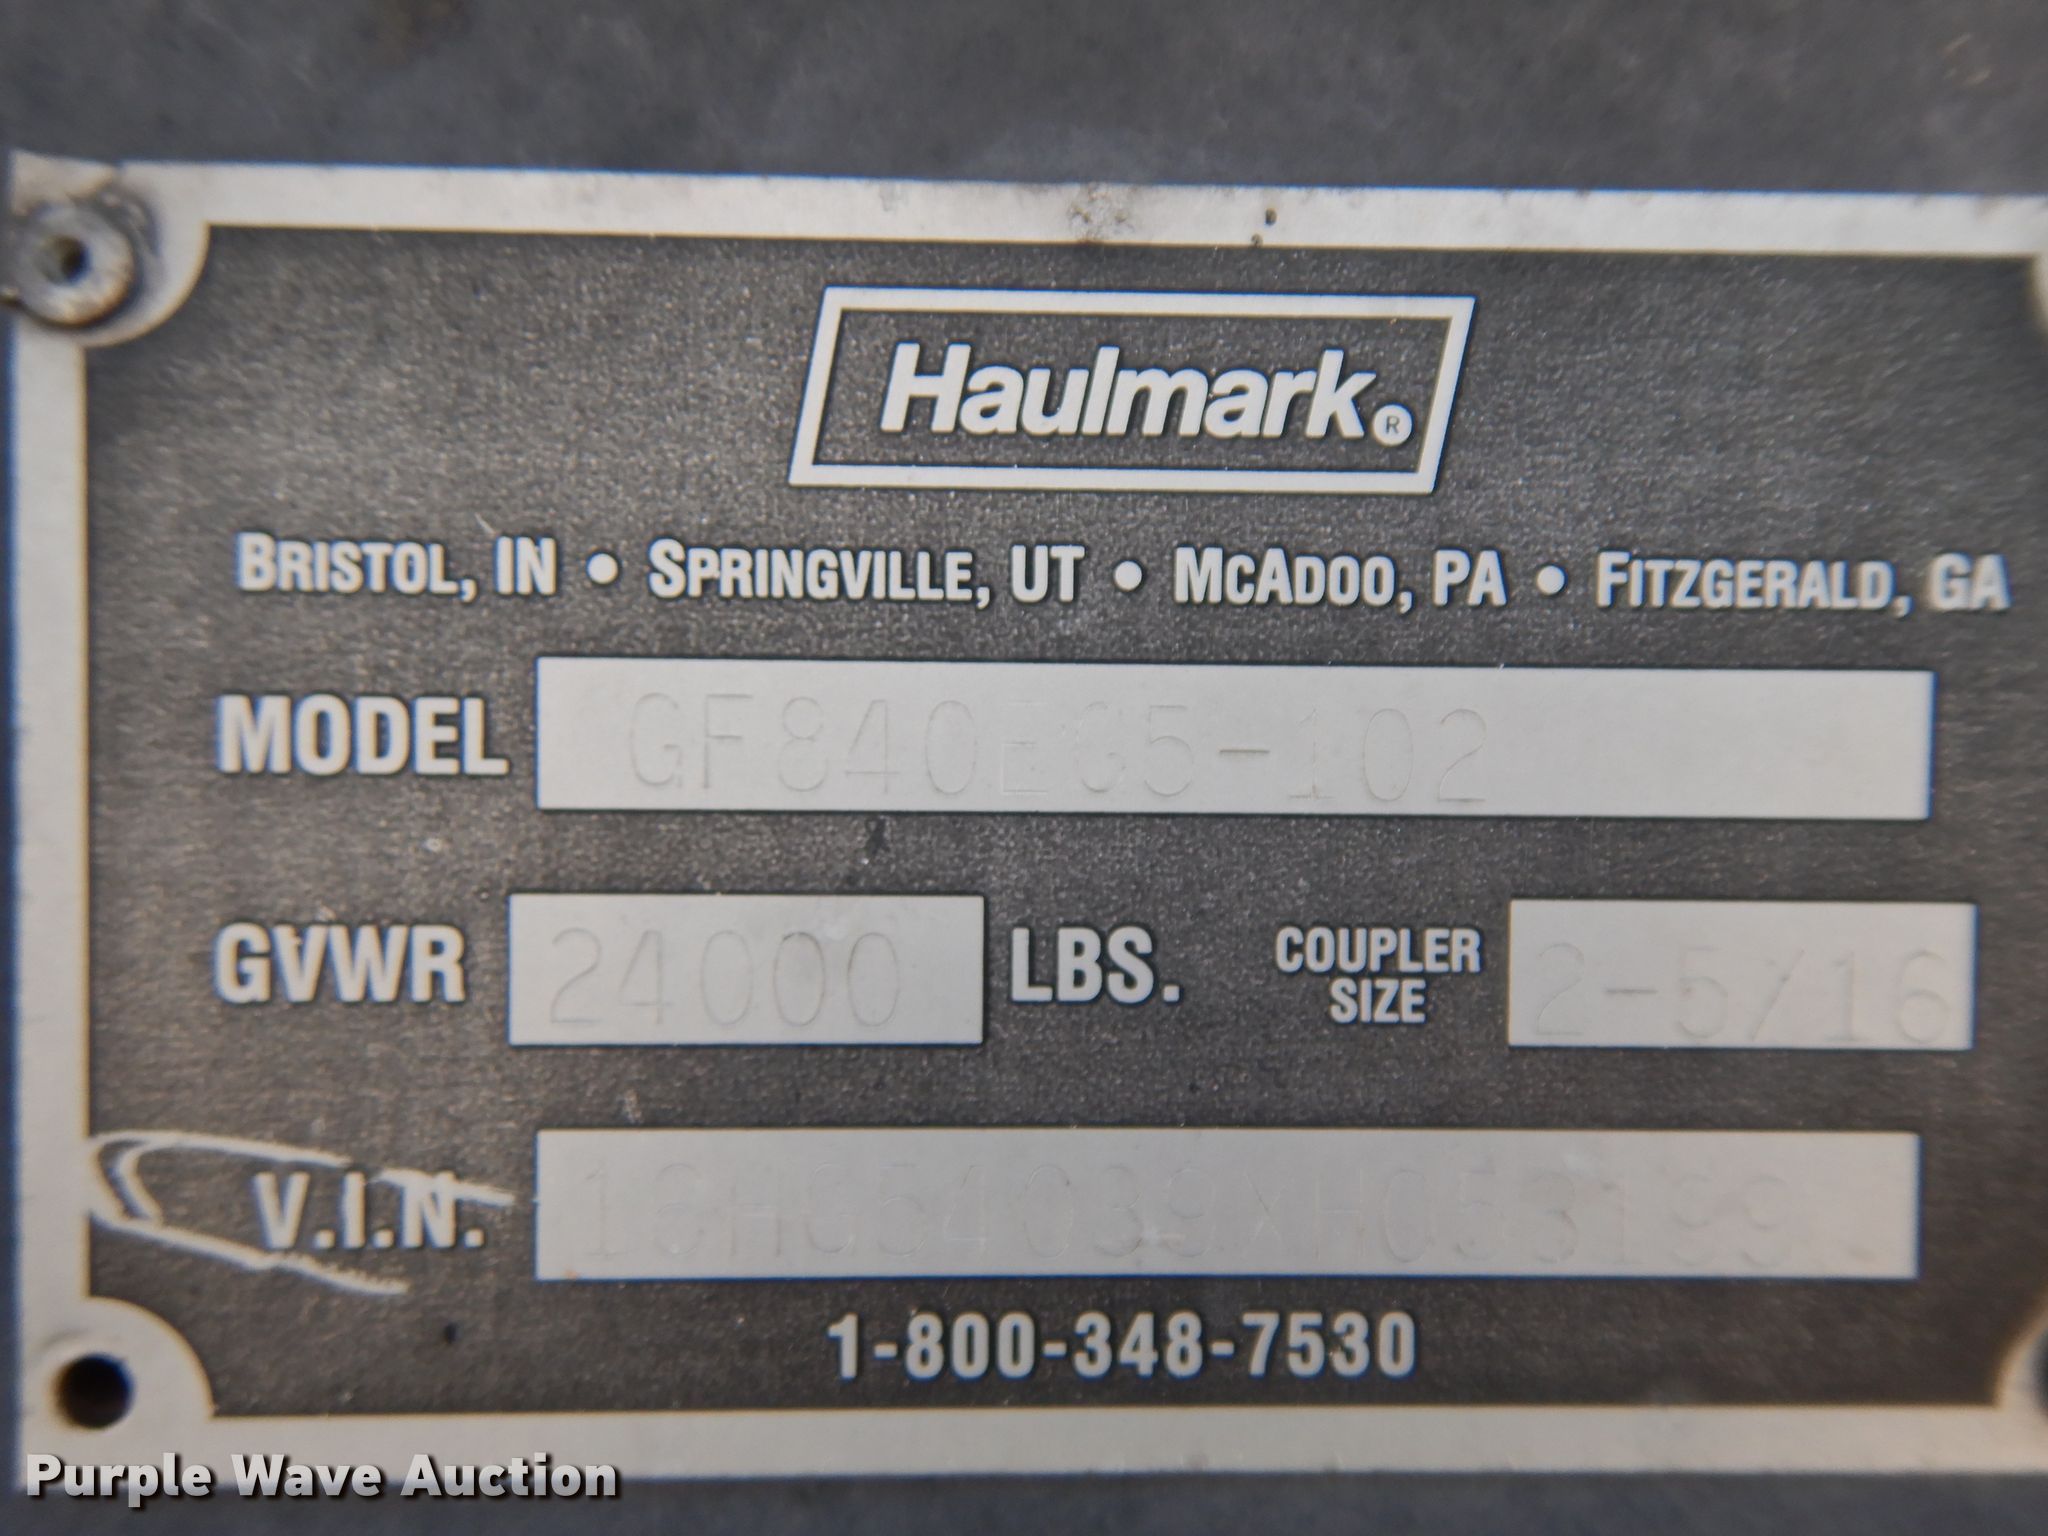 Haulmark®
BRISTOL, IN • SPRINGVILLE, UT • MCADOO, PA • FITZGERALD, GA
MODEL GF840EG5-102
GVWR 24000 LBS. COUPLER SIZE 2-5/16
V.I.N.
1-800-348-7530
Purple Wave Auction